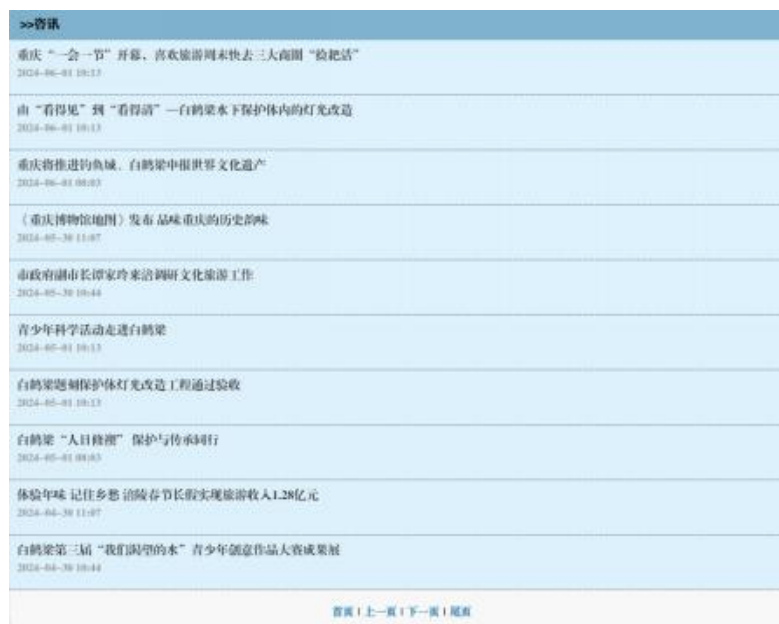 >>咨讯
重庆“一会一节”开幕，喜欢旅游周末快去三大商圈“捡耙活”
2024-06-01 10:13
由“看得见”到“看得清”—白鹤梁水下保护体内的灯光改造
2024-06-01 10:13
重庆将推进钓鱼城、白鹤梁申报世界文化遗产
2024-06-01 08:03
《重庆博物馆地图》发布 品味重庆的历史韵味
2024-05-30 11:07
市政府副市长谭家玲来涪调研文化旅游工作
2024-05-30 10:44
青少年科学活动走进白鹤梁
2024-05-01 10:13
白鹤梁题刻保护体灯光改造工程通过验收
2024-05-01 10:13
白鹤梁“人日修禊” 保护与传承同行
2024-05-01 08:03
体验年味 记住乡愁 涪陵春节长假实现旅游收入1.28亿元
2024-04-30 11:07
白鹤梁第三届“我们渴望的水”青少年创意作品大赛成果展
2024-04-30 10:44
首页 | 上一页 | 下一页 | 尾页